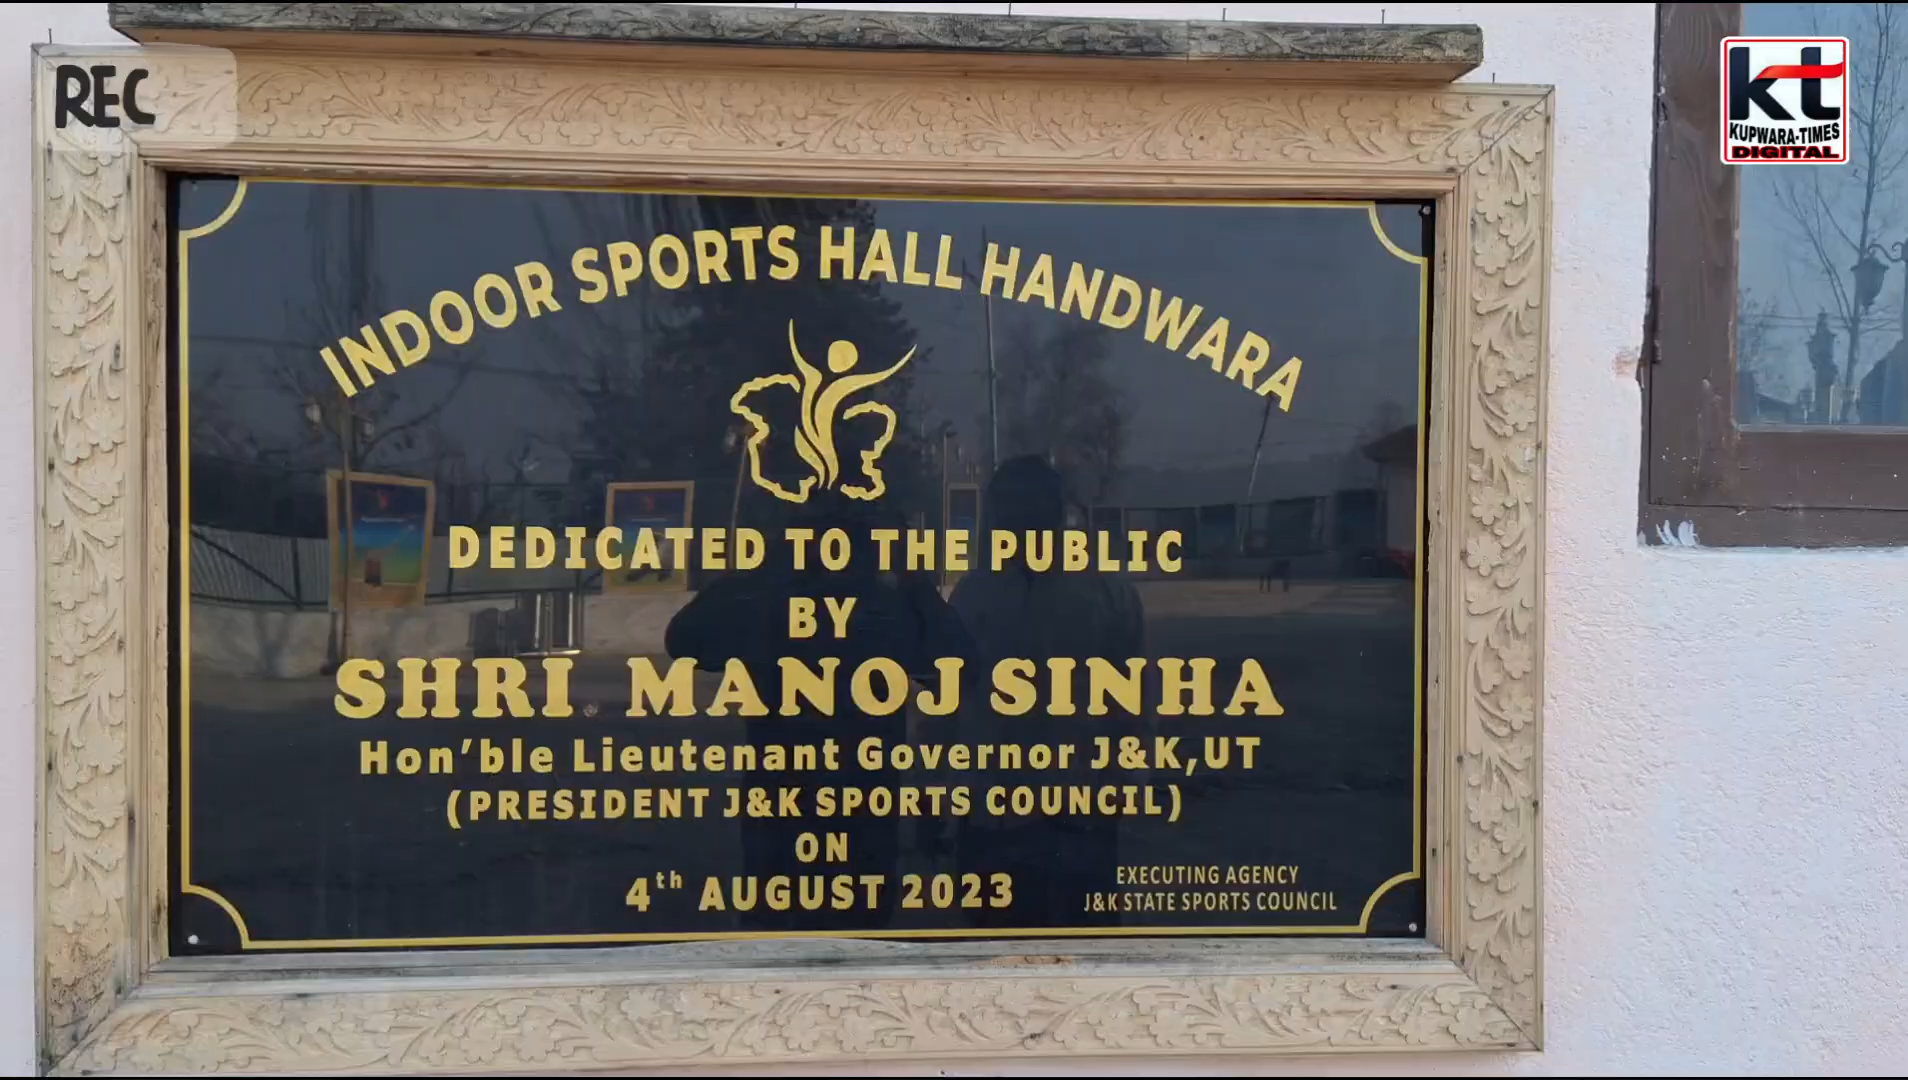 REC
kt
KUPWARA-TIMES
DIGITAL
INDOOR SPORTS HALL HANDWARA
DEDICATED TO THE PUBLIC
BY
SHRI MANOJ SINHA
Hon'ble Lieutenant Governor J&K,UT
(PRESIDENT J&K SPORTS COUNCIL)
ON
4th AUGUST 2023
EXECUTING AGENCY
J&K STATE SPORTS COUNCIL